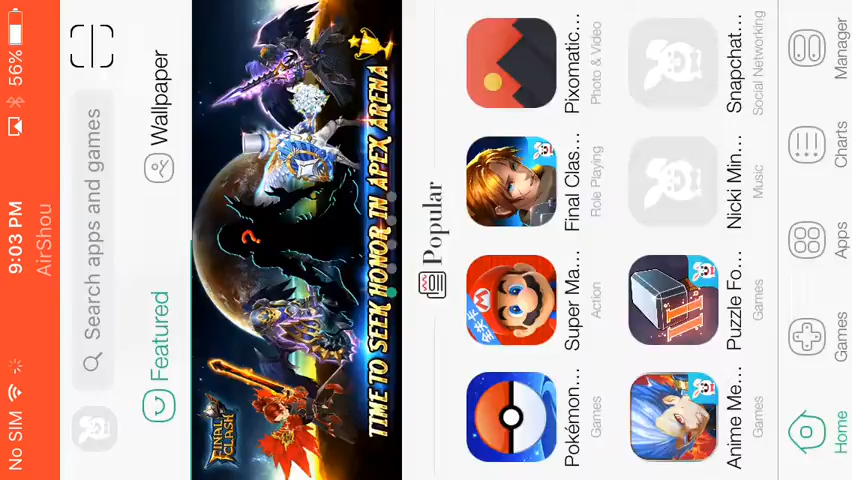 No SIM 9:03 PM 56%
AirShou
Search apps and games
Featured Wallpaper
FINAL CLASH
TIME TO SEEK HONOR IN APEX ARENA
?
Popular
Pokémon... Super Ma... Final Clas... Pixomatic...
Games Action Role Playing Photo & Video
Anime Me... Puzzle Fo... Nicki Min... Snapchat...
Games Games Music Social Networking
Home Games Apps Charts Manager